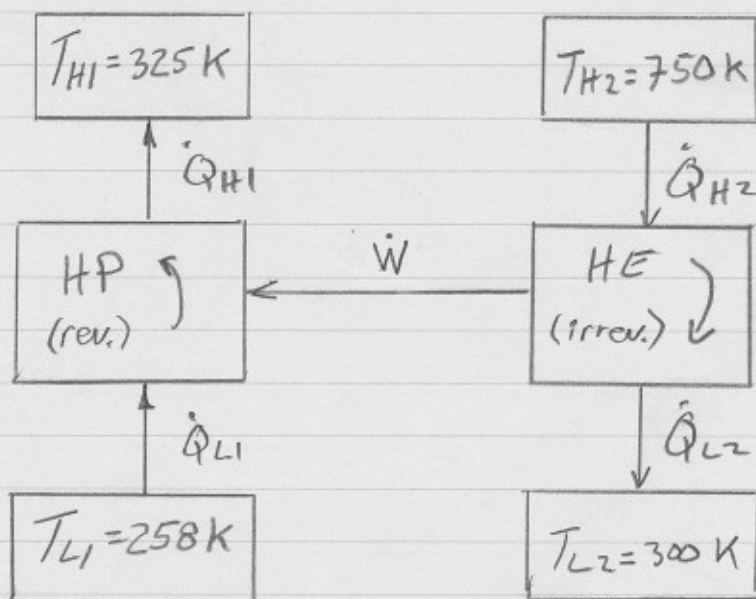 T_H1 = 325 K
T_H2 = 750 K
Q̇_H1
Q̇_H2
HP
(rev.)
Ẇ
HE
(irrev.)
Q̇_L1
Q̇_L2
T_L1 = 258 K
T_L2 = 300 K